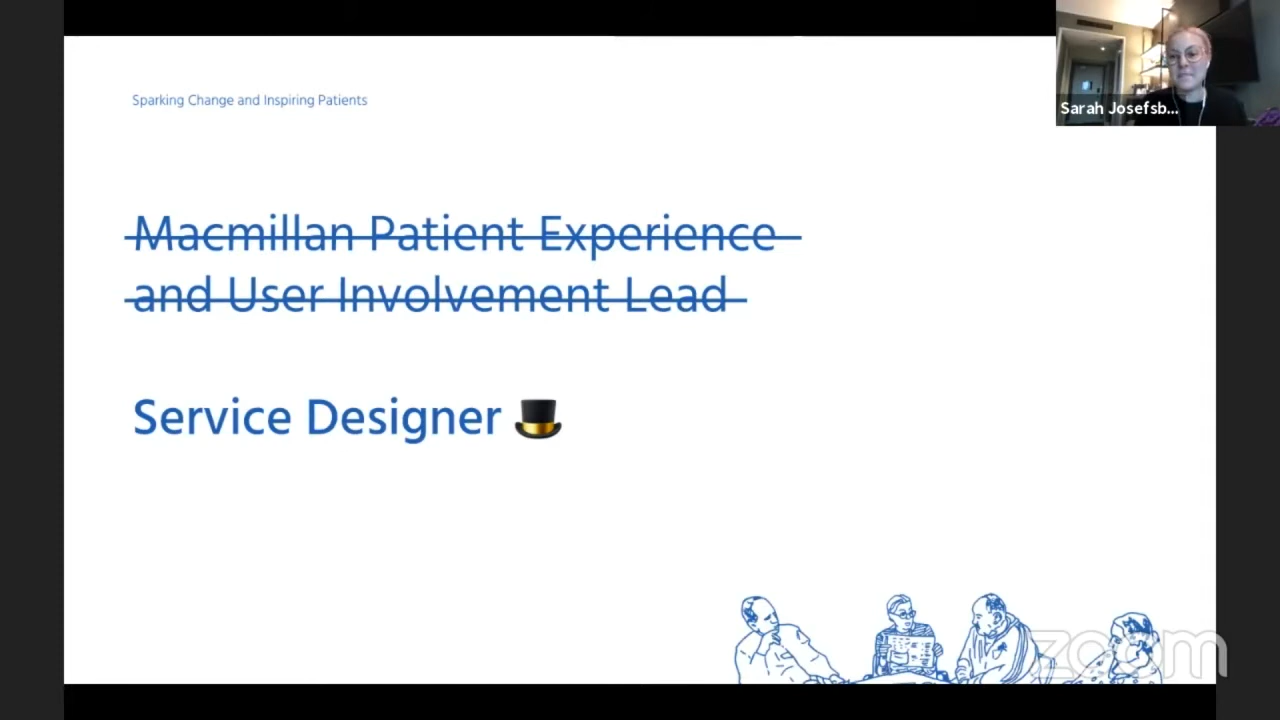 Sparking Change and Inspiring Patients
Sarah Josefsb...
Macmillan Patient Experience
and User Involvement Lead
Service Designer
zoom